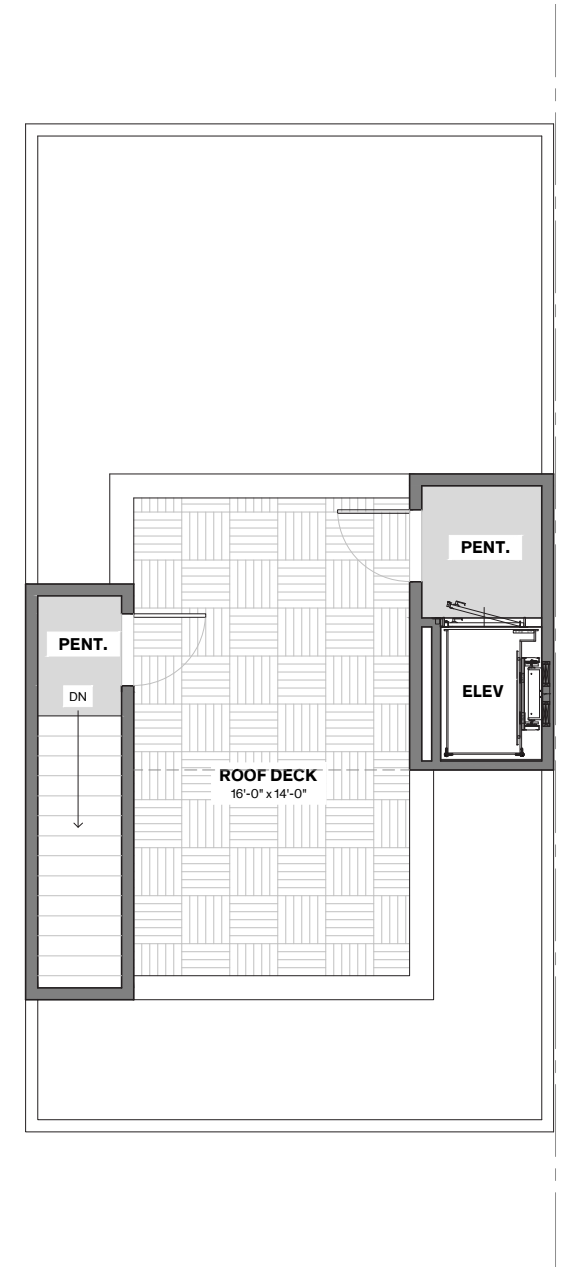 PENT.
PENT.
DN
ELEV
ROOF DECK
16'-0" x 14'-0"